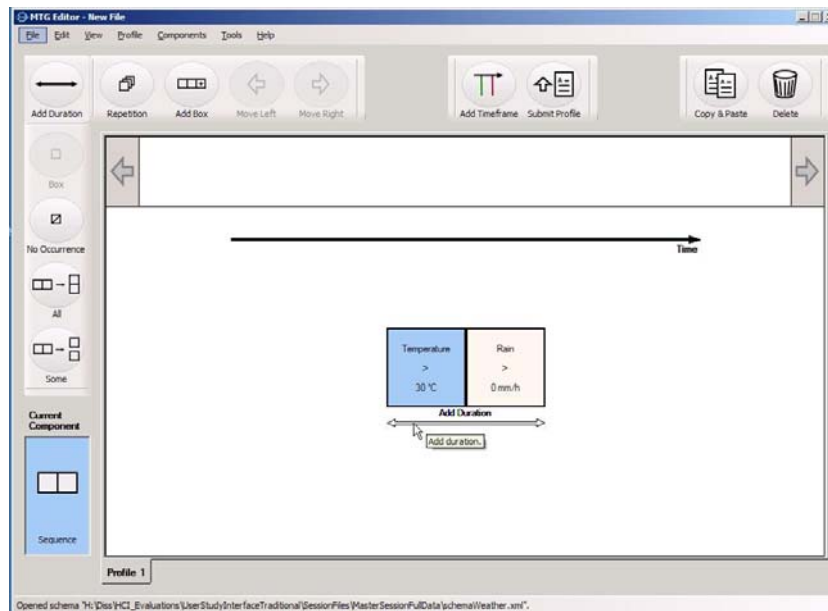 MTG Editor - New File
File Edit View Profile Components Tools Help
Add Duration Repetition Add Box Move Left Move Right Add Timeframe Submit Profile Copy & Paste Delete
Box
No Occurrence
All
Some
Current
Component
Sequence
Time
Temperature
>
30 °C
Rain
>
0 mm/h
Add Duration
Add duration.
Profile 1
Opened schema "H:\Diss\HCI_Evaluations\UserStudyInterfaceTraditional\SessionFiles\MasterSessionFullData\schemaWeather.xml".